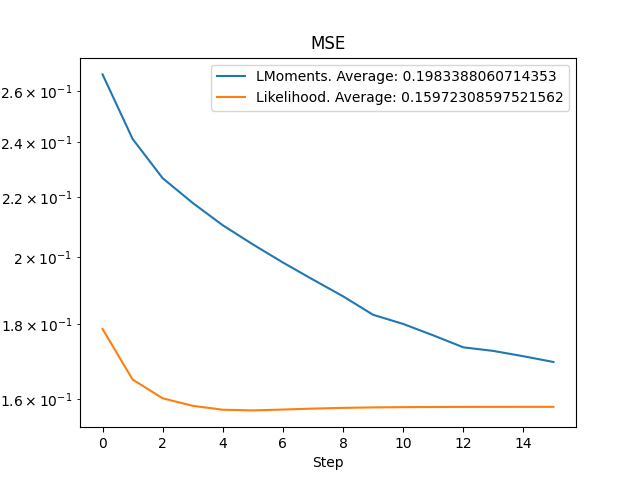 MSE
LMoments. Average: 0.1983388060714353
Likelihood. Average: 0.15972308597521562
2.6 × 10⁻¹
2.4 × 10⁻¹
2.2 × 10⁻¹
2 × 10⁻¹
1.8 × 10⁻¹
1.6 × 10⁻¹
0 2 4 6 8 10 12 14
Step